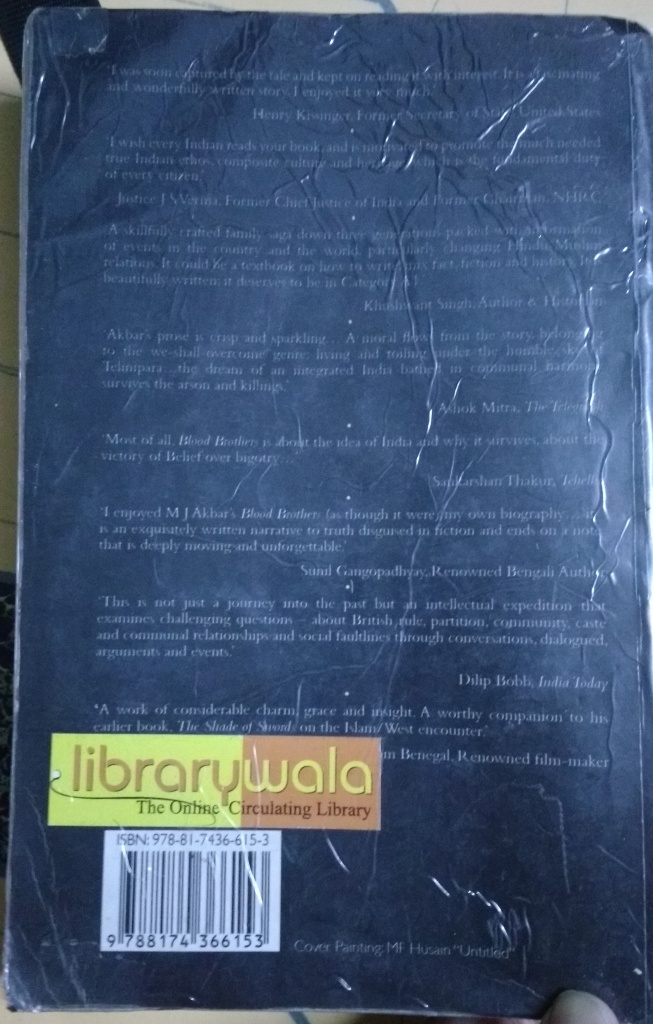 'I was soon captured by the tale and kept on reading it with interest. It is a fascinating
and wonderfully written story. I enjoyed it very much.'
Henry Kissinger, Former Secretary of State, United States
'I wish every Indian reads your book, and is motivated to promote the much needed
true Indian ethos, composite culture and heritage, which is the fundamental duty
of every citizen.'
Justice J S Verma, Former Chief Justice of India and Former Chairman, NHRC
'A skillfully crafted family saga down three generations packed with information
of events in the country and the world, particularly changing Hindu Muslim
relations. It could be a textbook on how to write mix fact, fiction and history. It is
beautifully written; it deserves to be in Category A1
Khushwant Singh, Author & Historian
'Akbar's prose is crisp and sparkling... A moral flows from the story, belonging
to the we-shall-overcome genre: living and toiling under the humble sky
Telinipara...the dream of an integrated India bathed in communal harmony
survives the arson and killings.'
Ashok Mitra, The Telegraph
'Most of all, Blood Brothers is about the idea of India and why it survives, about the
victory of Belief over bigotry...
Sankarshan Thakur, Tehelka
'I enjoyed M J Akbar's Blood Brothers (as though it were) my own biography...
is an exquisitely written narrative to truth disguised in fiction and ends on a note
that is deeply moving and unforgettable.'
Sunil Gangopadhyay, Renowned Bengali Author
'This is not just a journey into the past but an intellectual expedition that
examines challenging questions – about British rule, partition, community, caste
and communal relationships and social faultlines through conversations, dialogued,
arguments and events.'
Dilip Bobb, India Today
'A work of considerable charm, grace and insight. A worthy companion to his
earlier book, The Shade of Swords on the Islam/West encounter.'
m Benegal, Renowned film-maker
librarywala
The Online Circulating Library
ISBN: 978-81-7436-615-3
9 788174 366153
Cover Painting: MF Husain "Untitled"